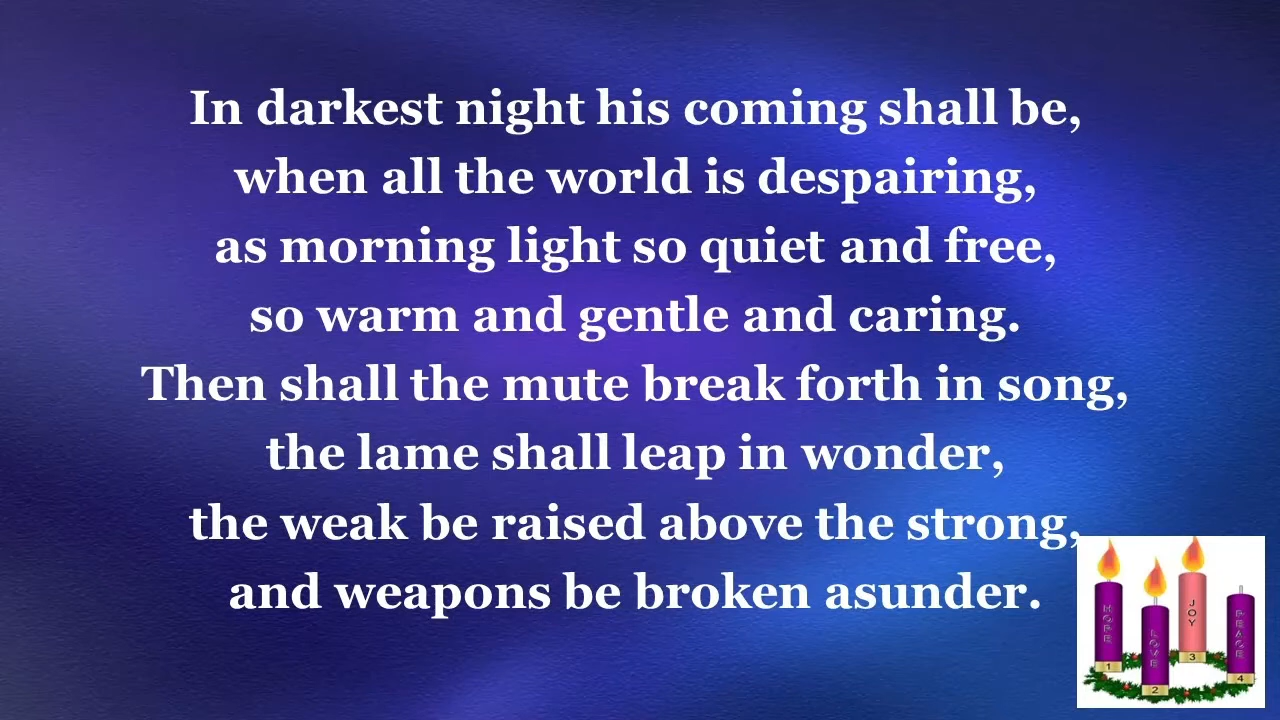 In darkest night his coming shall be,
when all the world is despairing,
as morning light so quiet and free,
so warm and gentle and caring.
Then shall the mute break forth in song,
the lame shall leap in wonder,
the weak be raised above the strong,
and weapons be broken asunder.
HOPE
LOVE
JOY
PEACE
1
2
3
4